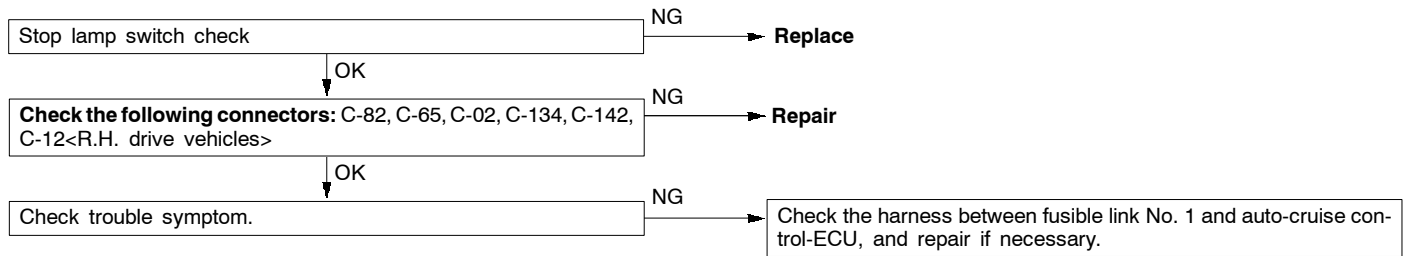 Stop lamp switch check
NG
Replace
OK
Check the following connectors: C-82, C-65, C-02, C-134, C-142,
C-12<R.H. drive vehicles>
NG
Repair
OK
Check trouble symptom.
NG
Check the harness between fusible link No. 1 and auto-cruise con-
trol-ECU, and repair if necessary.